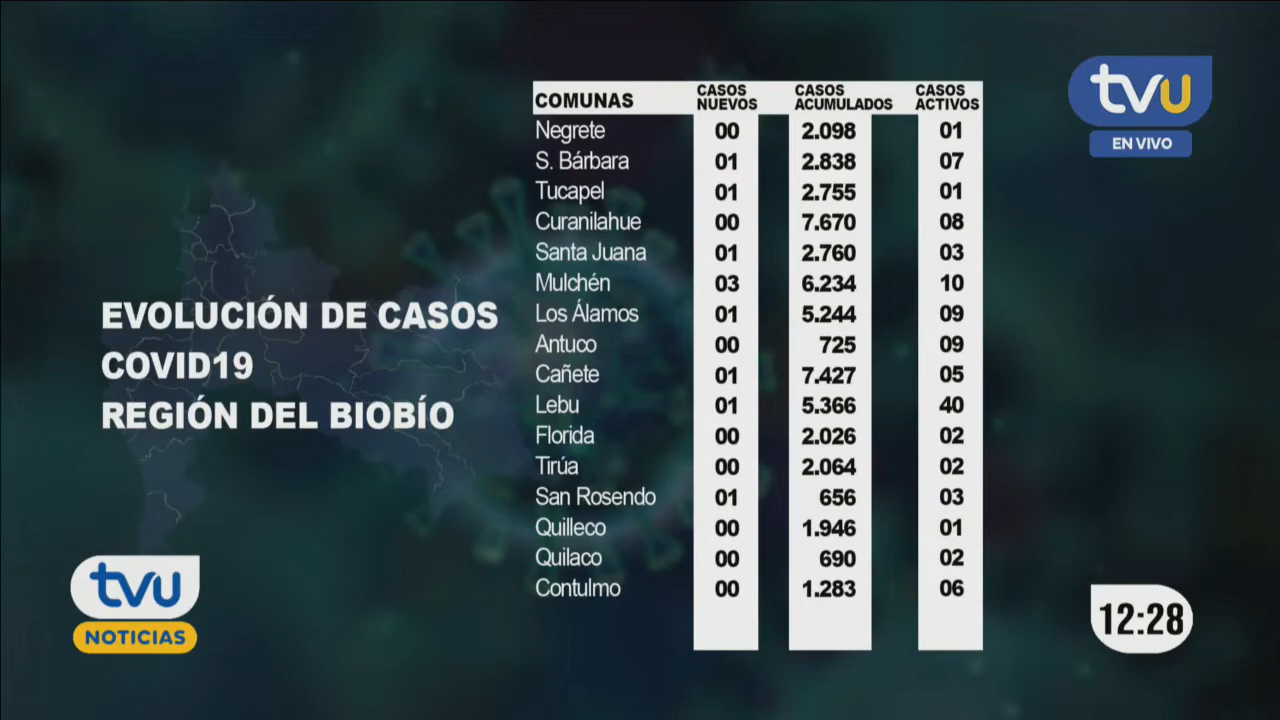 EVOLUCIÓN DE CASOS
COVID19
REGIÓN DEL BIOBÍO
COMUNAS CASOS NUEVOS CASOS ACUMULADOS CASOS ACTIVOS
Negrete 00 2.098 01
S. Bárbara 01 2.838 07
Tucapel 01 2.755 01
Curanilahue 00 7.670 08
Santa Juana 01 2.760 03
Mulchén 03 6.234 10
Los Álamos 01 5.244 09
Antuco 00 725 09
Cañete 01 7.427 05
Lebu 01 5.366 40
Florida 00 2.026 02
Tirúa 00 2.064 02
San Rosendo 01 656 03
Quilleco 00 1.946 01
Quilaco 00 690 02
Contulmo 00 1.283 06
tvu
EN VIVO
tvu
NOTICIAS
12:28